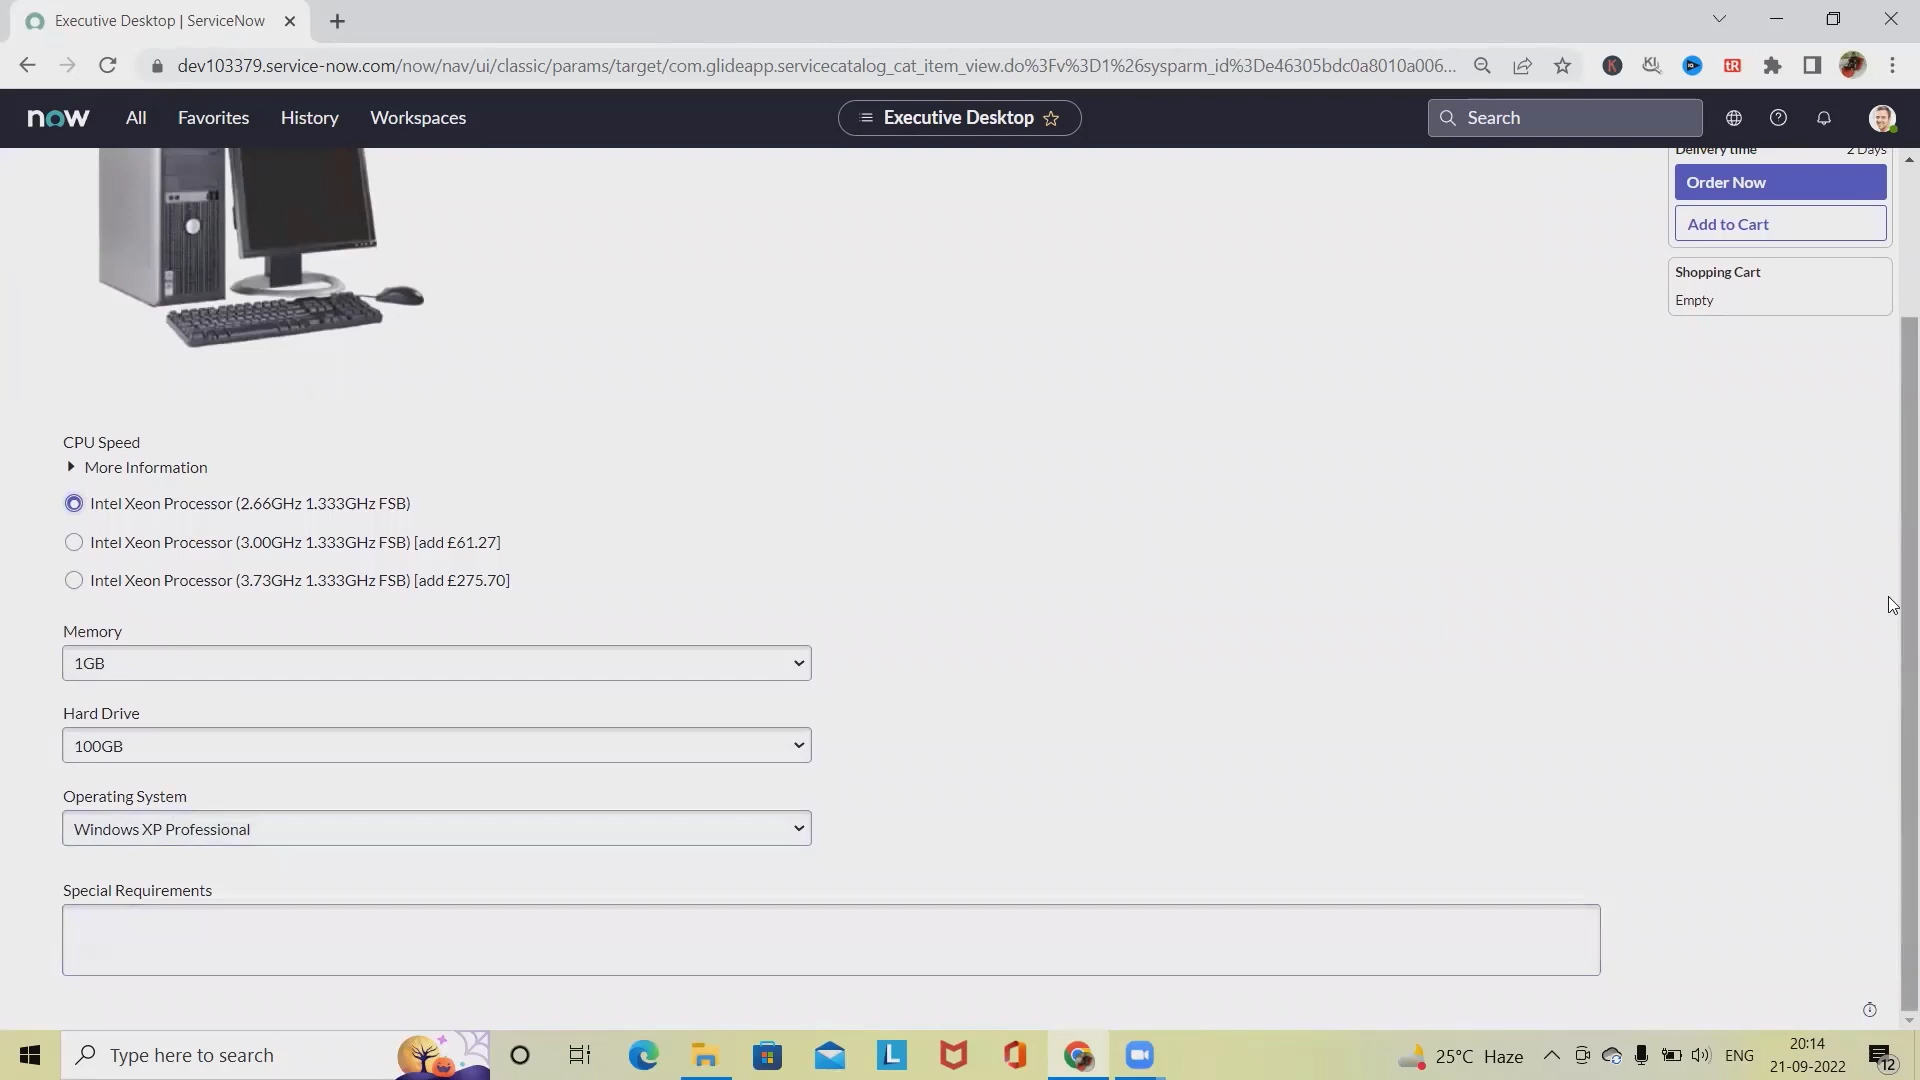 Executive Desktop | ServiceNow
dev103379.service-now.com/now/nav/ui/classic/params/target/com.glideapp.servicecatalog_cat_item_view.do%3Fv%3D1%26sysparm_id%3De46305bdc0a8010a006...
now All Favorites History Workspaces Executive Desktop Search
Delivery time 2 Days
Order Now
Add to Cart
Shopping Cart
Empty
CPU Speed
More Information
Intel Xeon Processor (2.66GHz 1.333GHz FSB)
Intel Xeon Processor (3.00GHz 1.333GHz FSB) [add £61.27]
Intel Xeon Processor (3.73GHz 1.333GHz FSB) [add £275.70]
Memory
1GB
Hard Drive
100GB
Operating System
Windows XP Professional
Special Requirements
Type here to search
25°C Haze
ENG
20:14
21-09-2022
12